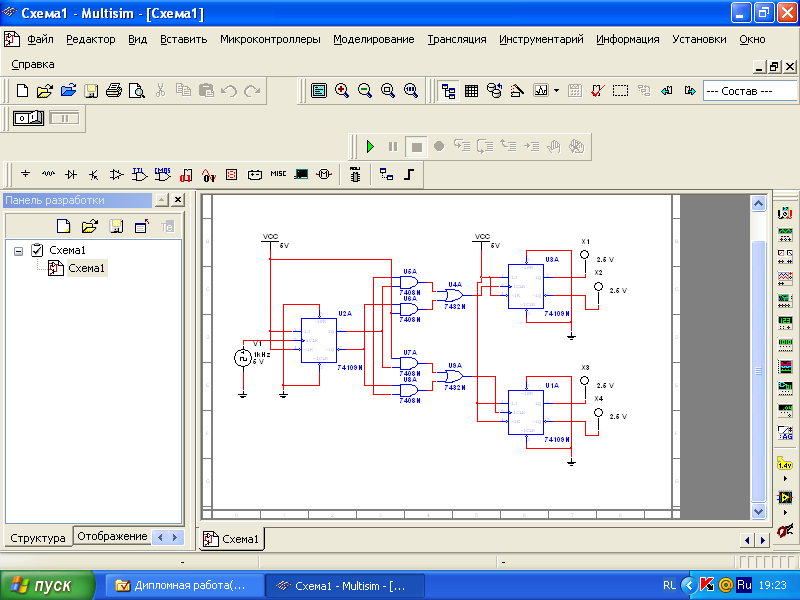 Схема1 - Multisim - [Схема1]
Файл Редактор Вид Вставить Микроконтроллеры Моделирование Трансляция Инструментарий Информация Установки Окно
Справка
--- Состав ---
TTL CMOS MISC
Панель разработки
Схема1
Схема1
VCC 5V
VCC 5V
U5A
7408N
U6A
7408N
U4A
7432N
U3A
74109N
X1
2.5 V
X2
2.5 V
U2A
74109N
V1
1kHz
5 V
U7A
7408N
U8A
7408N
U9A
7432N
U1A
74109N
X3
2.5 V
X4
2.5 V
1.4v
AG
Структура Отображение
Схема1
пуск
Дипломная работа(...
Схема1 - Multisim - [...
RL
Ru
19:23